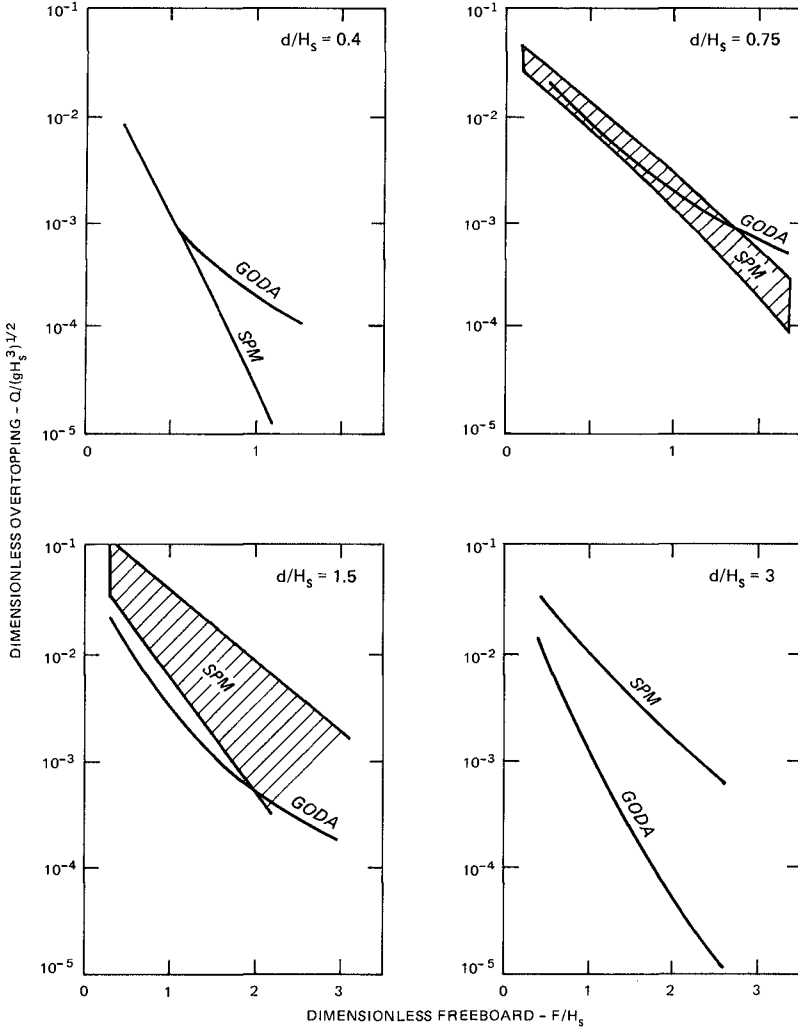 DIMENSIONLESS OVERTOPPING – Q/(gH_s^3)^1/2
10^-1
10^-2
10^-3
10^-4
10^-5
0
1
d/H_s = 0.4
GODA
SPM
10^-1
10^-2
10^-3
10^-4
10^-5
0
1
d/H_s = 0.75
GODA
SPM
10^-1
10^-2
10^-3
10^-4
10^-5
0
1
2
3
d/H_s = 1.5
SPM
GODA
10^-1
10^-2
10^-3
10^-4
10^-5
0
1
2
3
d/H_s = 3
SPM
GODA
DIMENSIONLESS FREEBOARD – F/H_s